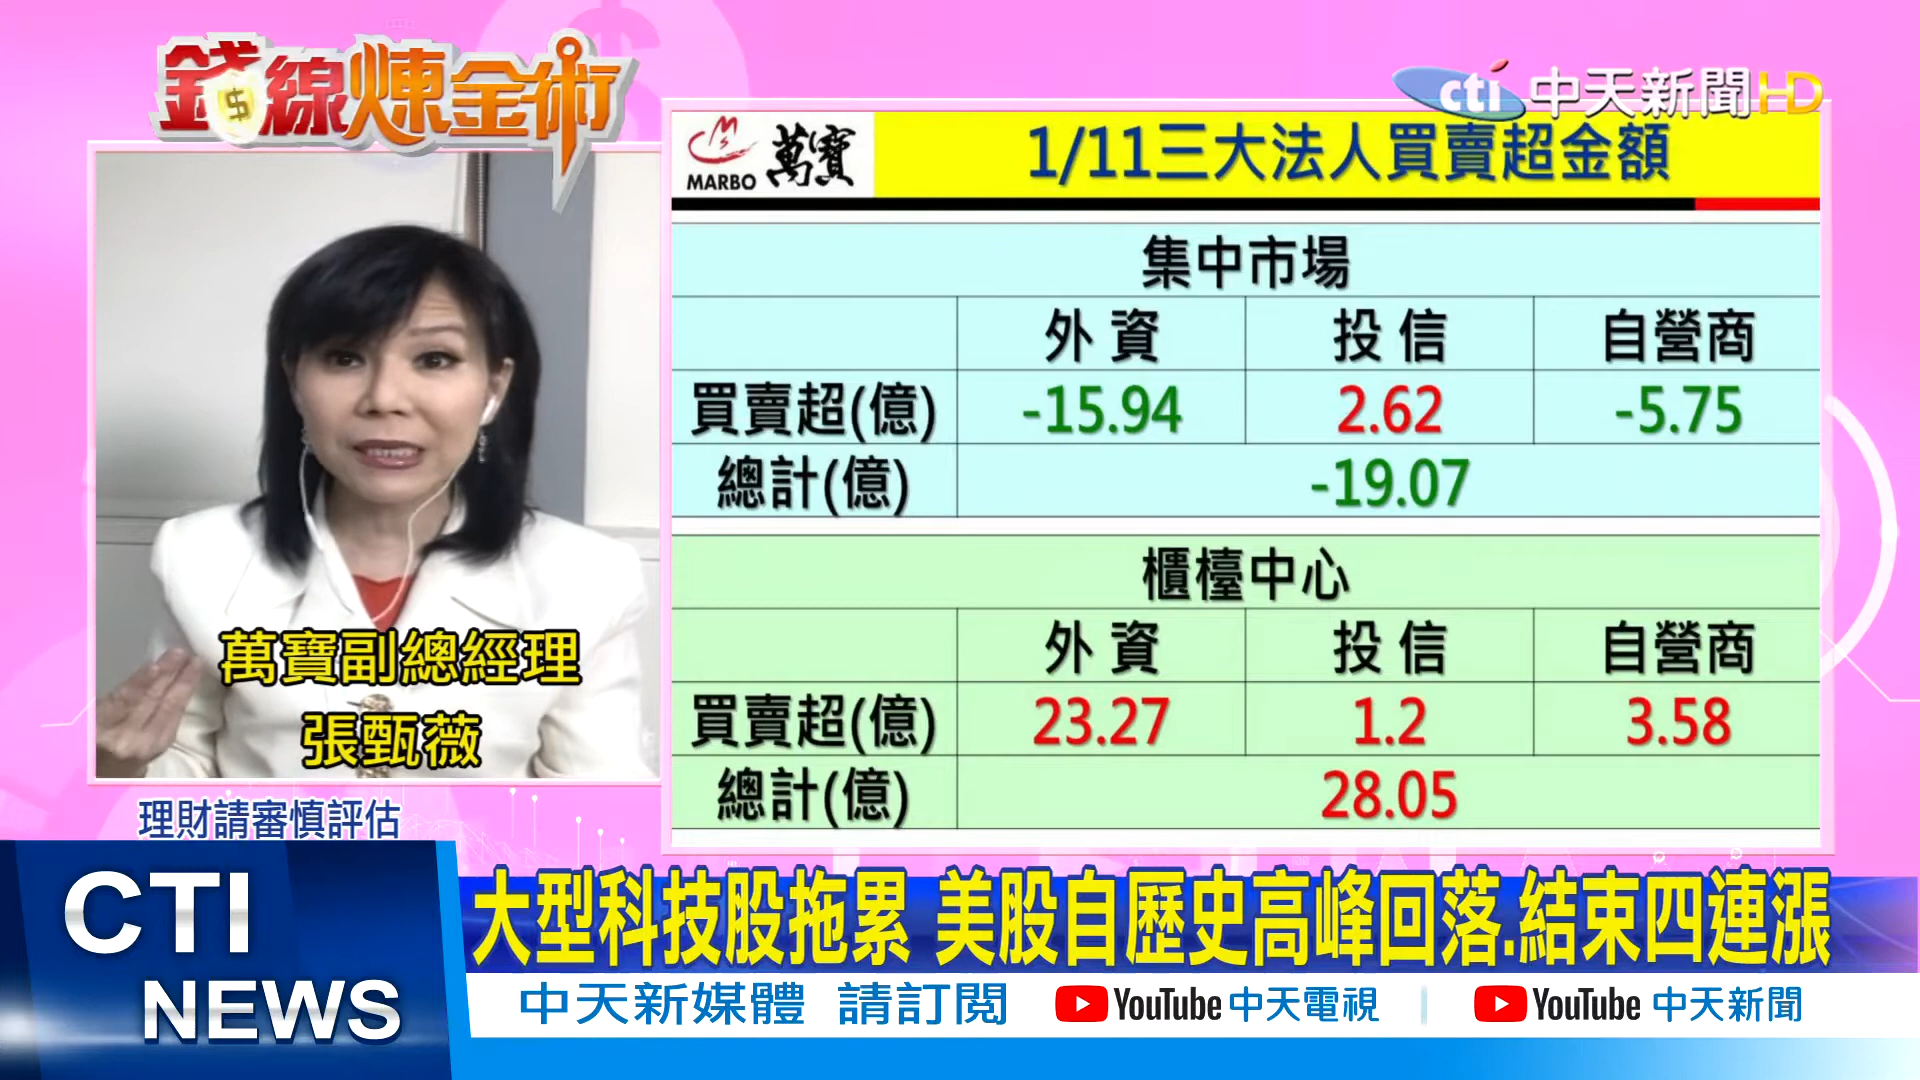 錢線煉金術
cti 中天新聞HD
MARBO 萬寶
1/11三大法人買賣超金額
集中市場
外資 投信 自營商
買賣超(億) -15.94 2.62 -5.75
總計(億) -19.07
櫃檯中心
外資 投信 自營商
買賣超(億) 23.27 1.2 3.58
總計(億) 28.05
萬寶副總經理
張甄薇
理財請審慎評估
CTI
NEWS
大型科技股拖累 美股自歷史高峰回落.結束四連漲
中天新媒體 請訂閱 YouTube 中天電視 | YouTube 中天新聞